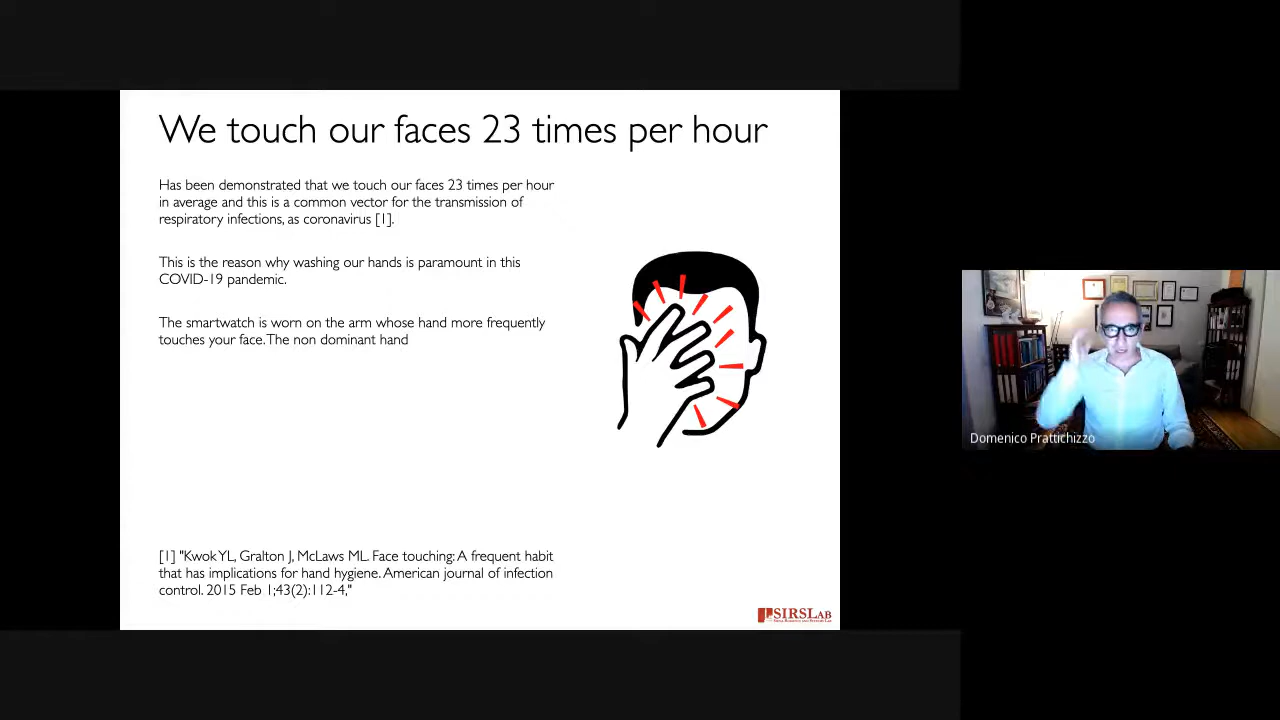 We touch our faces 23 times per hour
Has been demonstrated that we touch our faces 23 times per hour
in average and this is a common vector for the transmission of
respiratory infections, as coronavirus [1].
This is the reason why washing our hands is paramount in this
COVID-19 pandemic.
The smartwatch is worn on the arm whose hand more frequently
touches your face. The non dominant hand
[1] "Kwok YL, Gralton J, McLaws ML. Face touching: A frequent habit
that has implications for hand hygiene. American journal of infection
control. 2015 Feb 1;43(2):112-4,"
SIRSLAB
Domenico Prattichizzo